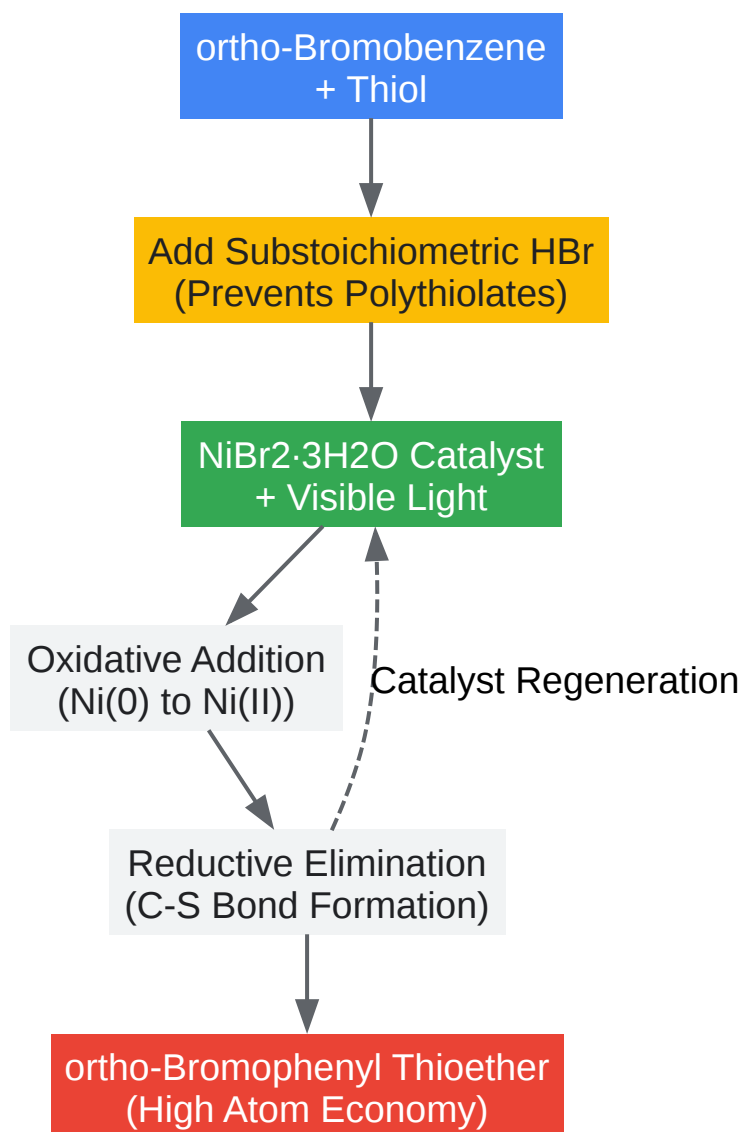 ortho-Bromobenzene
+ Thiol
Add Substoichiometric HBr
(Prevents Polythiolates)
NiBr2·3H2O Catalyst
+ Visible Light
Oxidative Addition
(Ni(0) to Ni(II))
Catalyst Regeneration
Reductive Elimination
(C-S Bond Formation)
ortho-Bromophenyl Thioether
(High Atom Economy)